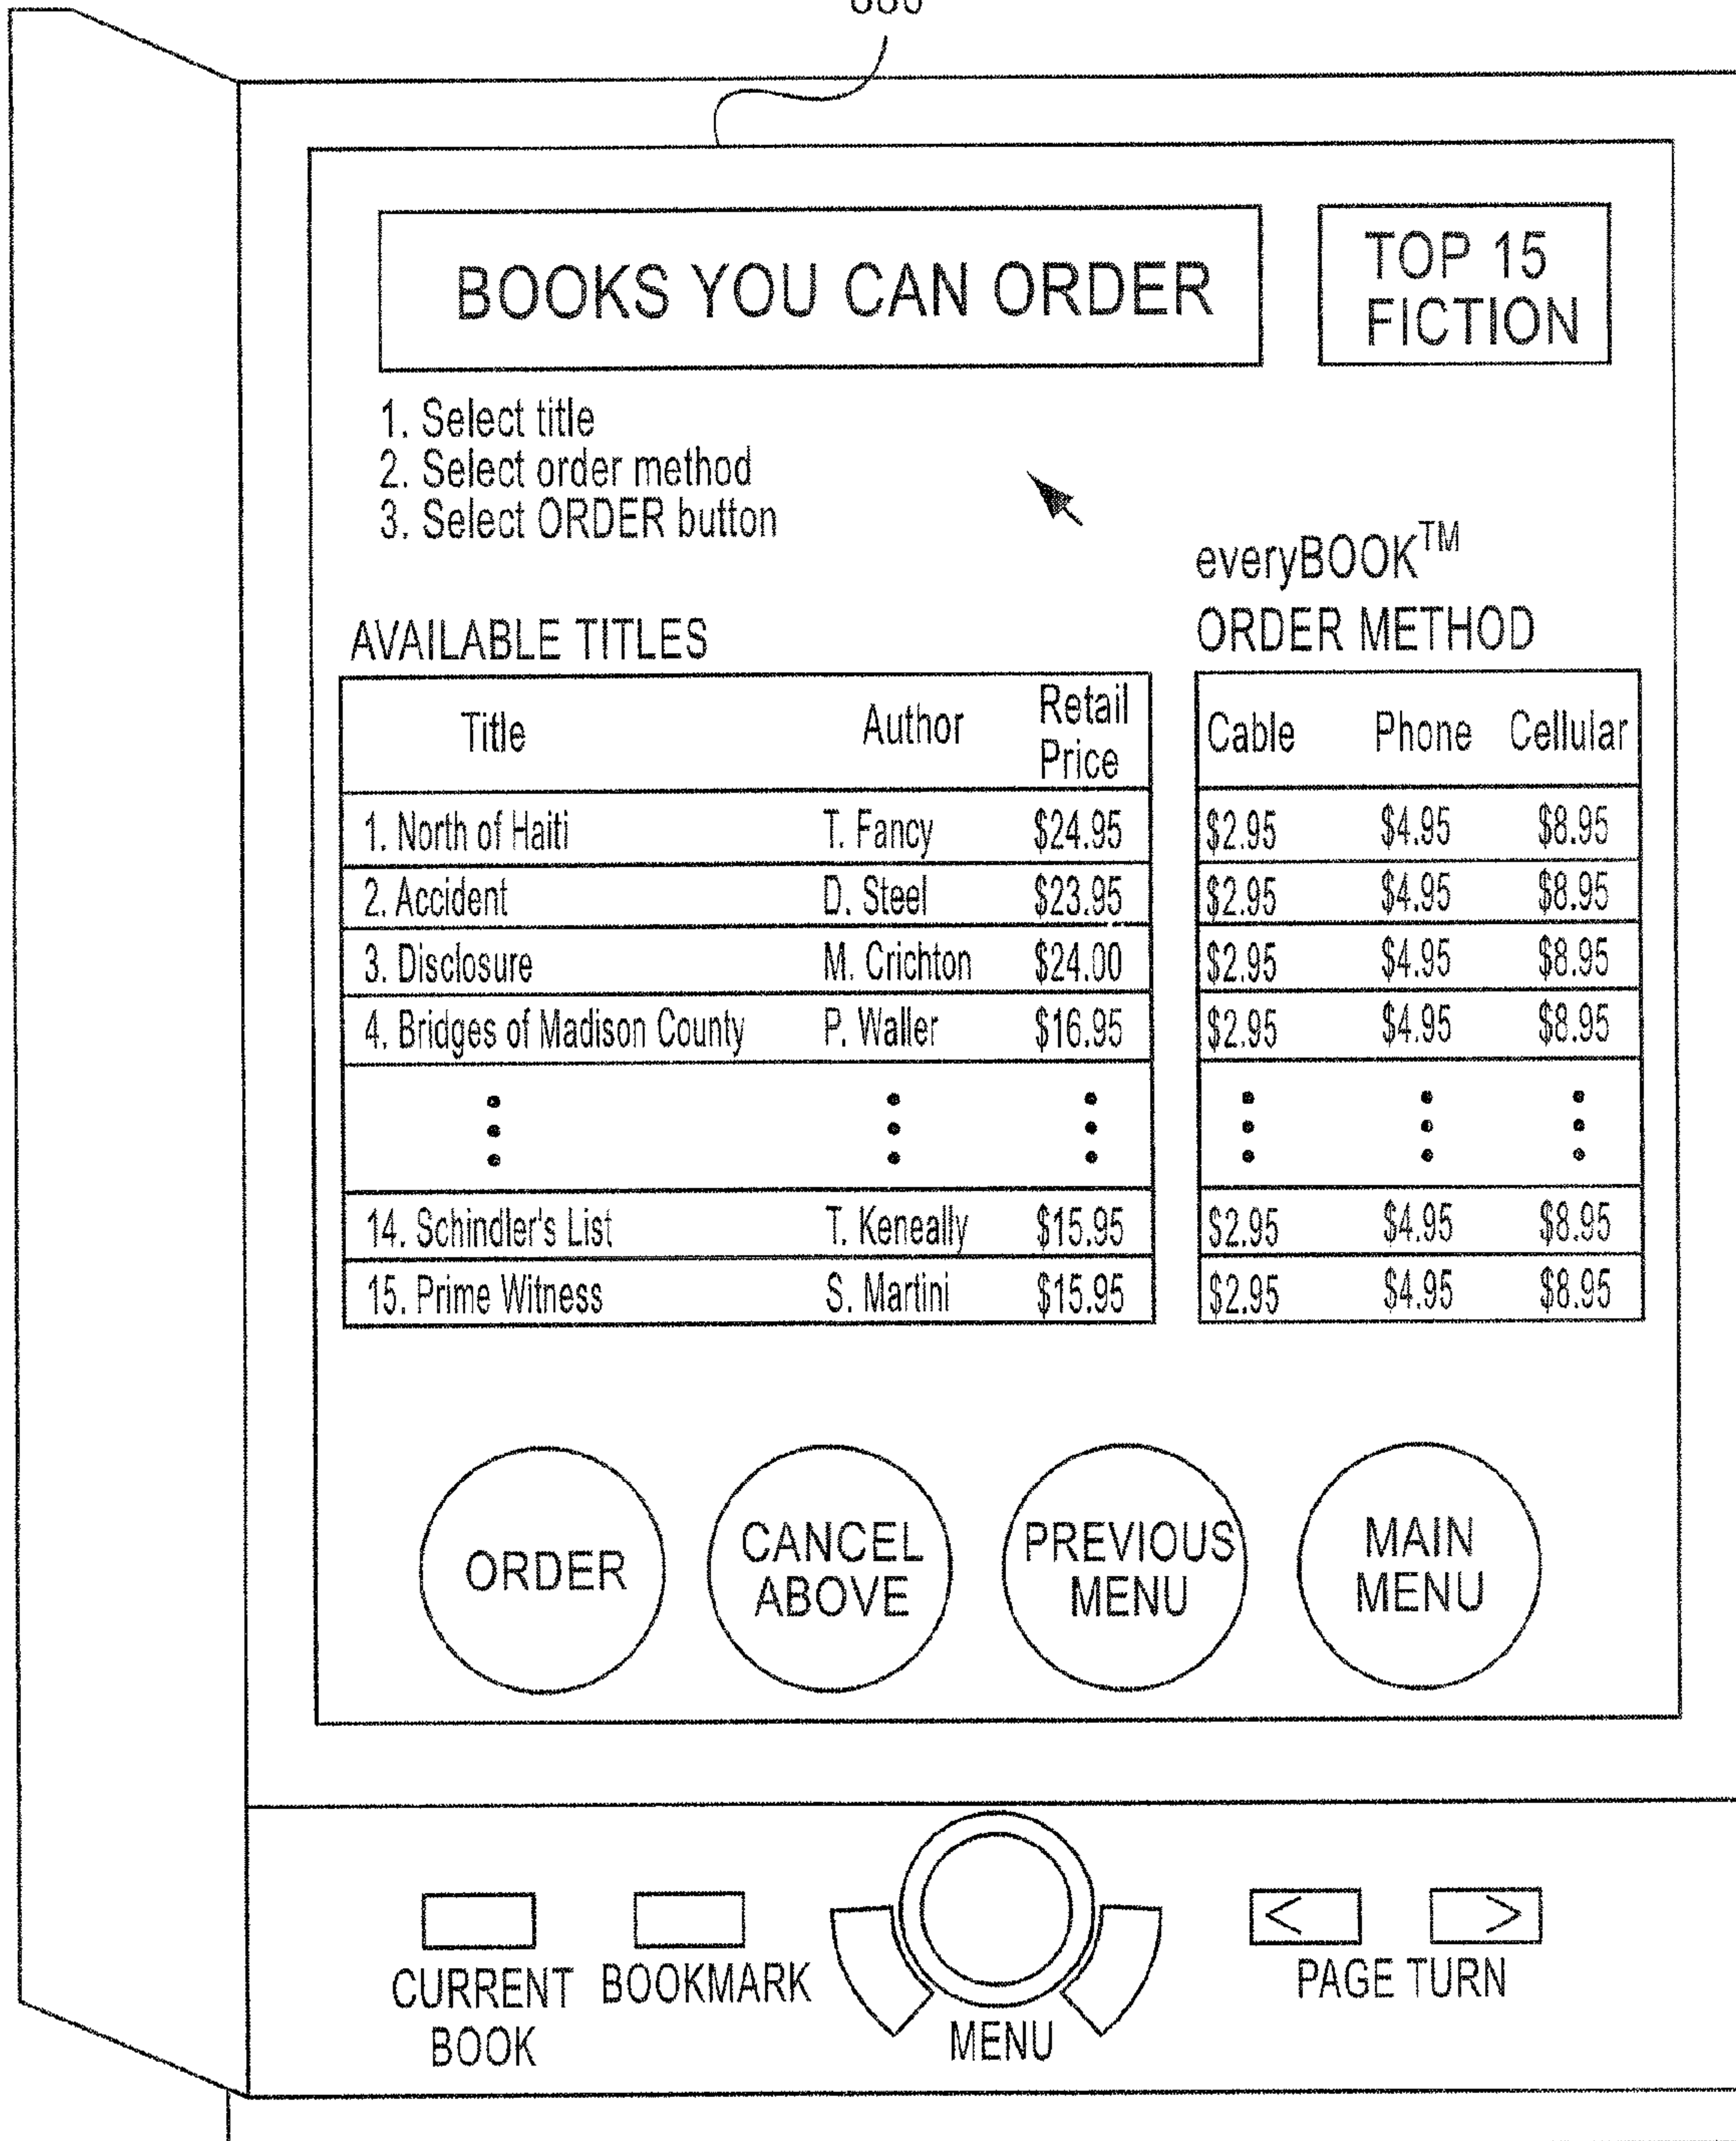 BOOKS YOU CAN ORDER
TOP 15
FICTION
1. Select title
2. Select order method
3. Select ORDER button
everyBOOK™
ORDER METHOD
AVAILABLE TITLES
Title Author Retail Price Cable Phone Cellular
1. North of Haiti T. Fancy $24.95 $2.95 $4.95 $8.95
2. Accident D. Steel $23.95 $2.95 $4.95 $8.95
3. Disclosure M. Crichton $24.00 $2.95 $4.95 $8.95
4. Bridges of Madison County P. Waller $16.95 $2.95 $4.95 $8.95
14. Schindler's List T. Keneally $15.95 $2.95 $4.95 $8.95
15. Prime Witness S. Martini $15.95 $2.95 $4.95 $8.95
ORDER
CANCEL
ABOVE
PREVIOUS
MENU
MAIN
MENU
< >
CURRENT
BOOK
BOOKMARK
MENU
PAGE TURN